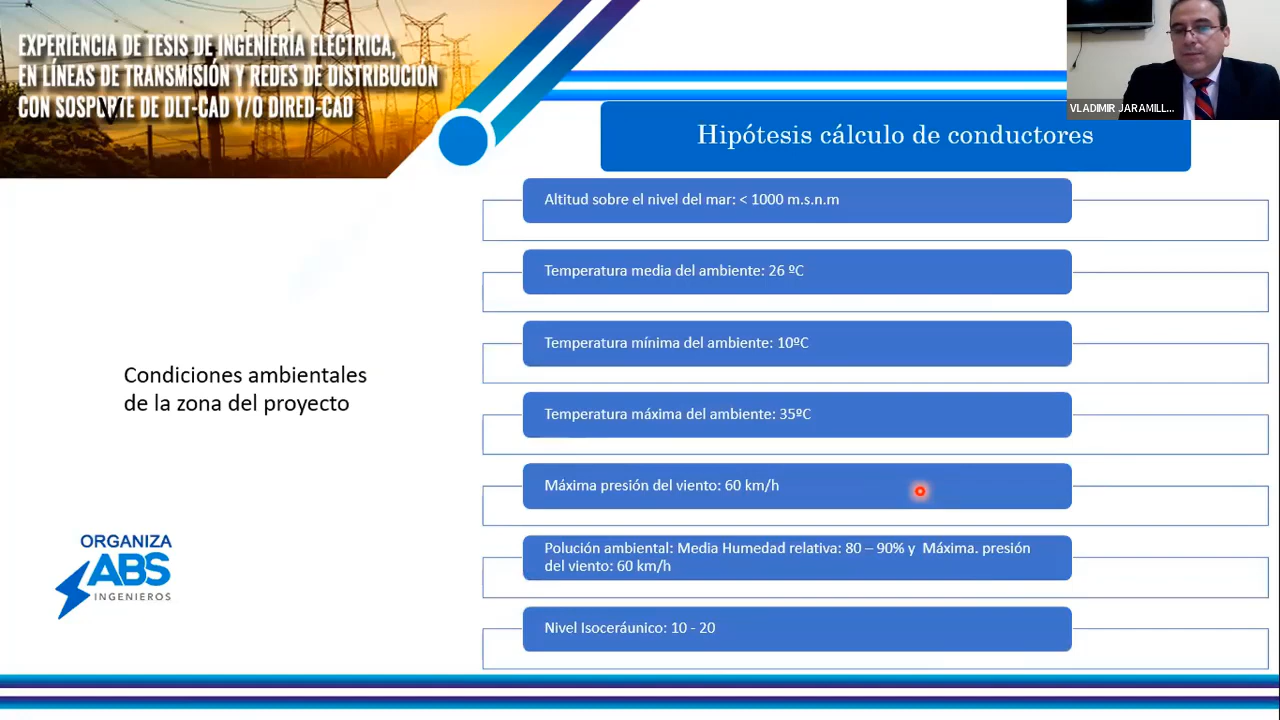 EXPERIENCIA DE TESIS DE INGENIERÍA ELÉCTRICA,
EN LÍNEAS DE TRANSMISIÓN Y REDES DE DISTRIBUCIÓN
CON SOSPORTE DE DLT-CAD Y/O DIRED-CAD
VLADIMIR JARAMILL...
Hipótesis cálculo de conductores
Altitud sobre el nivel del mar: < 1000 m.s.n.m
Temperatura media del ambiente: 26 ºC
Temperatura mínima del ambiente: 10ºC
Temperatura máxima del ambiente: 35ºC
Máxima presión del viento: 60 km/h
Polución ambiental: Media Humedad relativa: 80 – 90% y Máxima. presión
del viento: 60 km/h
Nivel Isoceráunico: 10 - 20
Condiciones ambientales
de la zona del proyecto
ORGANIZA
ABS
INGENIEROS